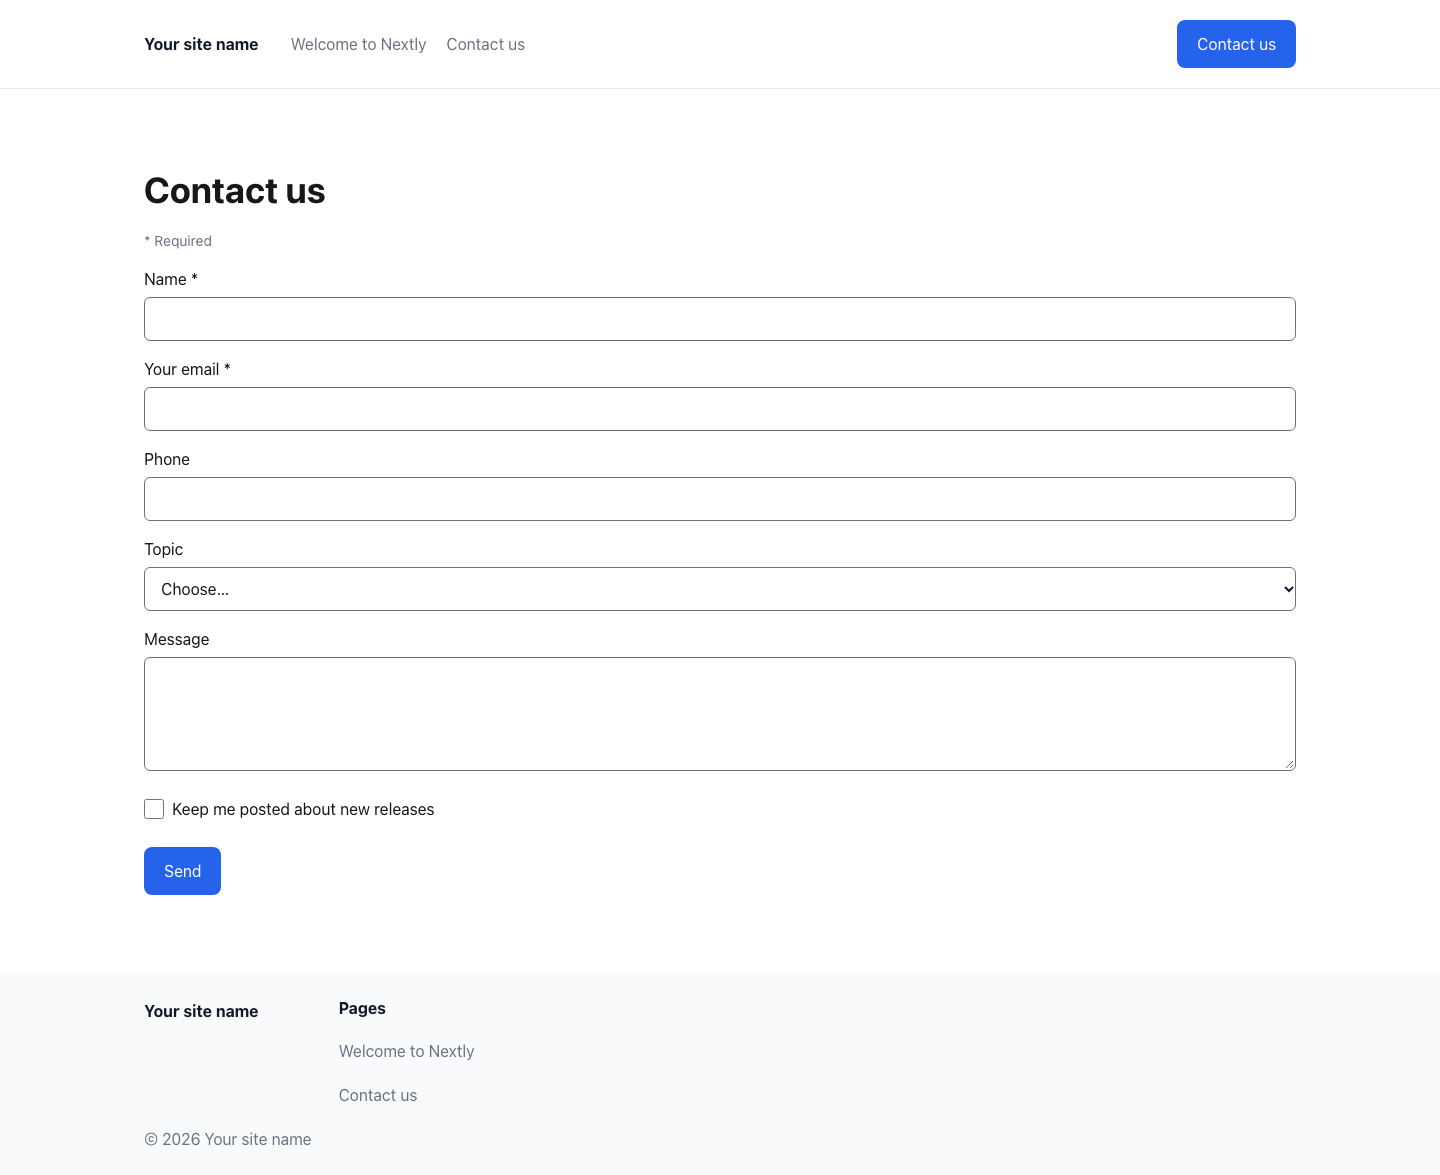 Your site name
Welcome to Nextly
Contact us
Contact us
Contact us
* Required
Name *
Your email *
Phone
Topic
Choose...
Message
Keep me posted about new releases
Send
Your site name
Pages
Welcome to Nextly
Contact us
© 2026 Your site name